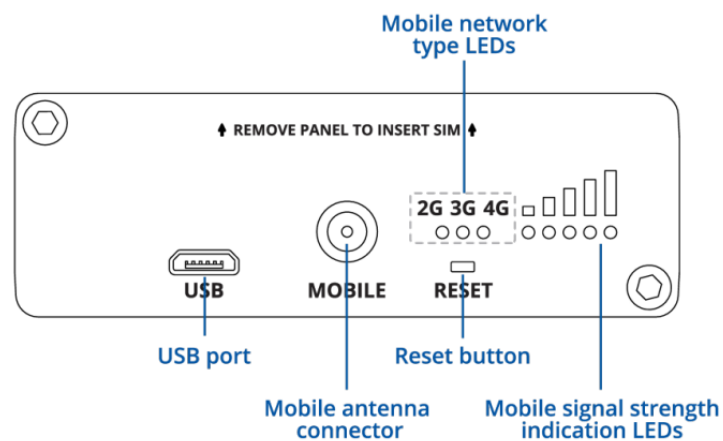 Mobile network
type LEDs
REMOVE PANEL TO INSERT SIM
2G 3G 4G
USB
MOBILE
RESET
USB port
Reset button
Mobile antenna
connector
Mobile signal strength
indication LEDs